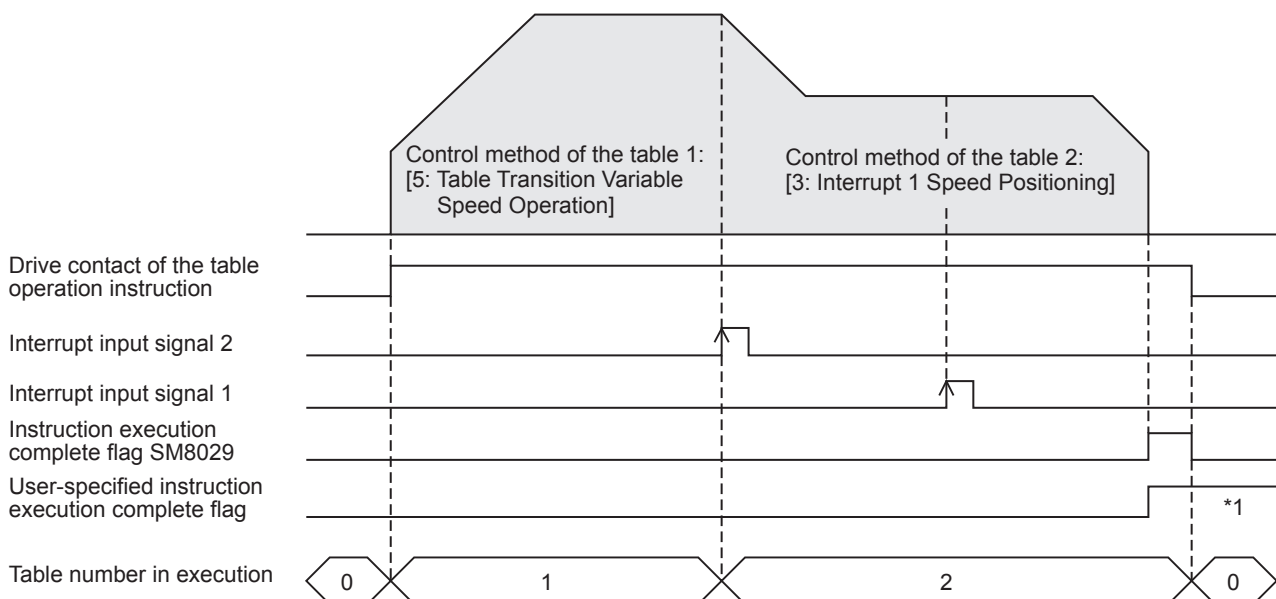 Control method of the table 1:
[5: Table Transition Variable
Speed Operation]
Control method of the table 2:
[3: Interrupt 1 Speed Positioning]
Drive contact of the table
operation instruction
Interrupt input signal 2
Interrupt input signal 1
Instruction execution
complete flag SM8029
User-specified instruction
execution complete flag
*1
Table number in execution
0
1
2
0